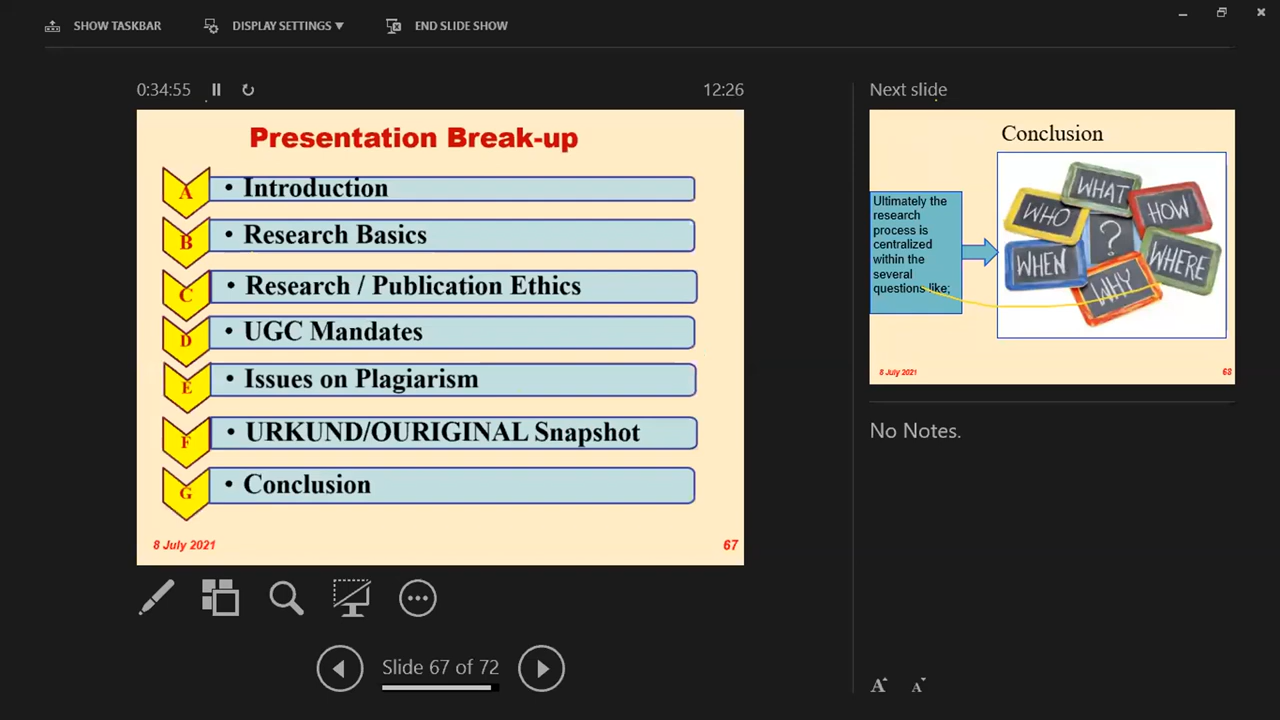 SHOW TASKBAR
DISPLAY SETTINGS ▼
END SLIDE SHOW
0:34:55
12:26
Presentation Break-up
A • Introduction
B • Research Basics
C • Research / Publication Ethics
D • UGC Mandates
E • Issues on Plagiarism
F • URKUND/OURIGINAL Snapshot
G • Conclusion
8 July 2021
67
Slide 67 of 72
Next slide
Conclusion
Ultimately the
research
process is
centralized
within the
several
questions like;
WHAT
WHO
HOW
?
WHEN
WHERE
WHY
8 July 2021
68
No Notes.
A A